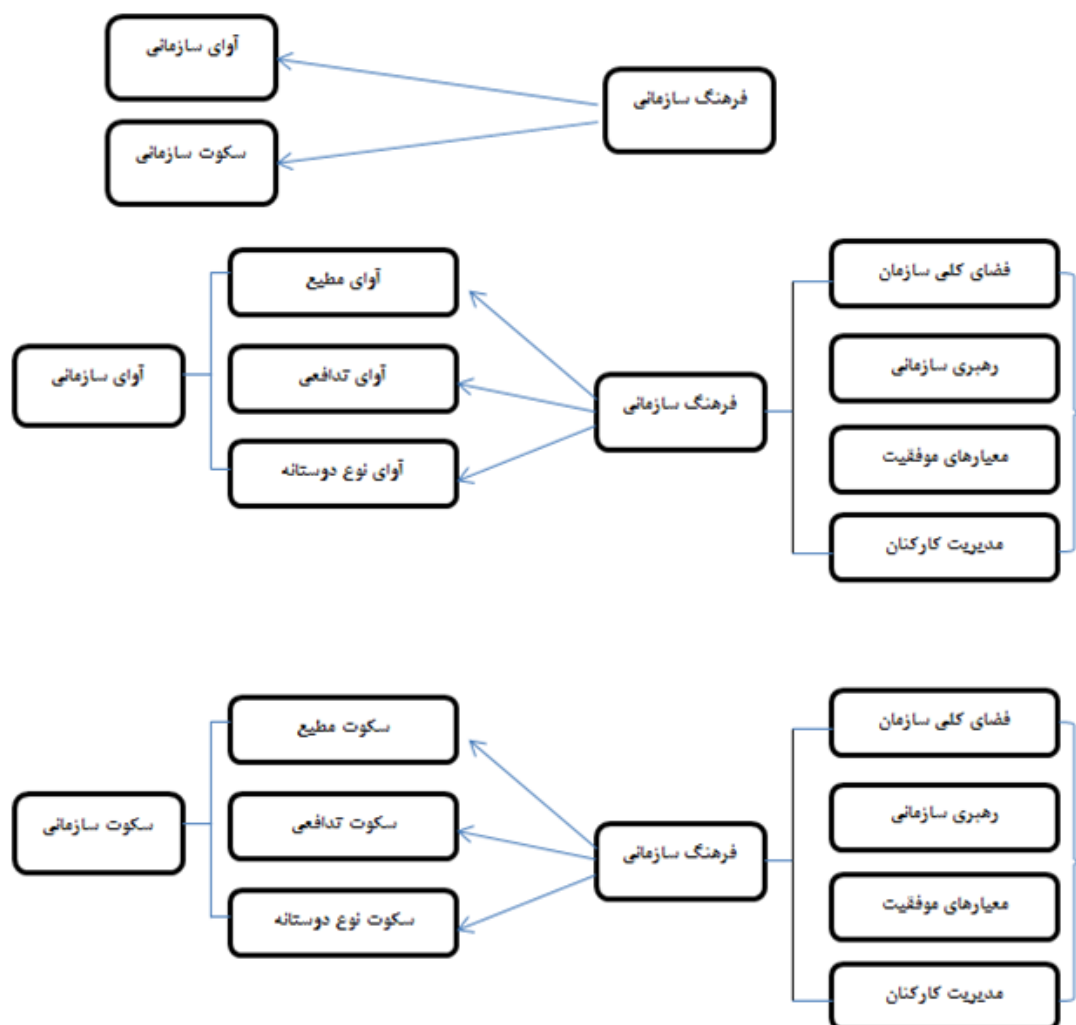 آوای سازمانی
فرهنگ سازمانی
سکوت سازمانی
فضای کلی سازمان
آوای مطیع
رهبری سازمانی
آوای تدافعی
فرهنگ سازمانی
آوای سازمانی
معیارهای موفقیت
آوای نوع دوستانه
مدیریت کارکنان
فضای کلی سازمان
سکوت مطیع
رهبری سازمانی
سکوت تدافعی
فرهنگ سازمانی
سکوت سازمانی
معیارهای موفقیت
سکوت نوع دوستانه
مدیریت کارکنان